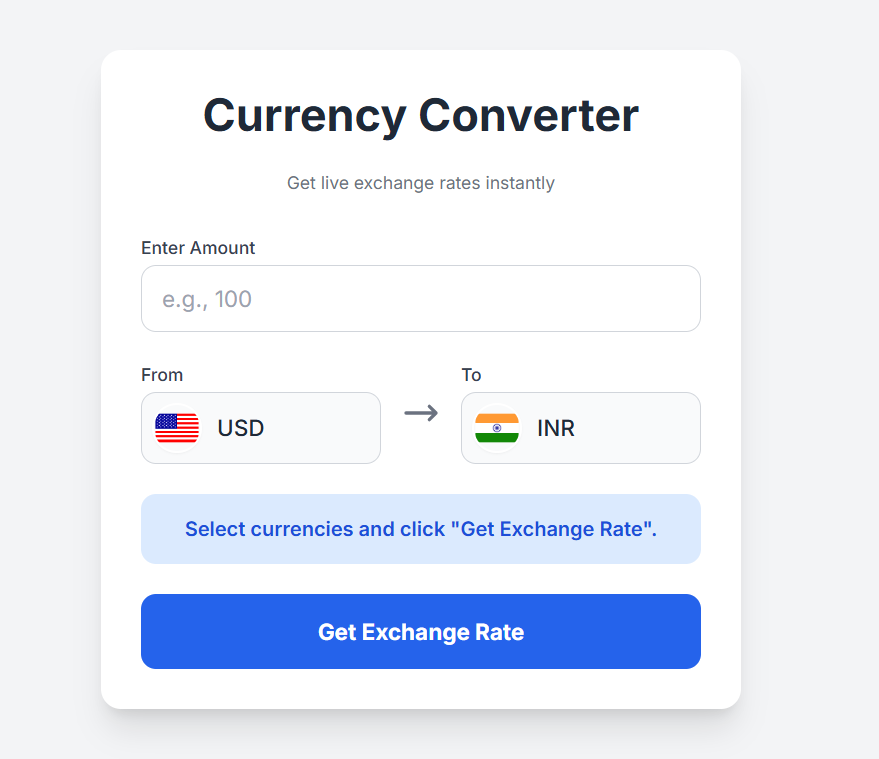 Currency Converter
Get live exchange rates instantly
Enter Amount
e.g., 100
From
To
USD
INR
Select currencies and click "Get Exchange Rate".
Get Exchange Rate